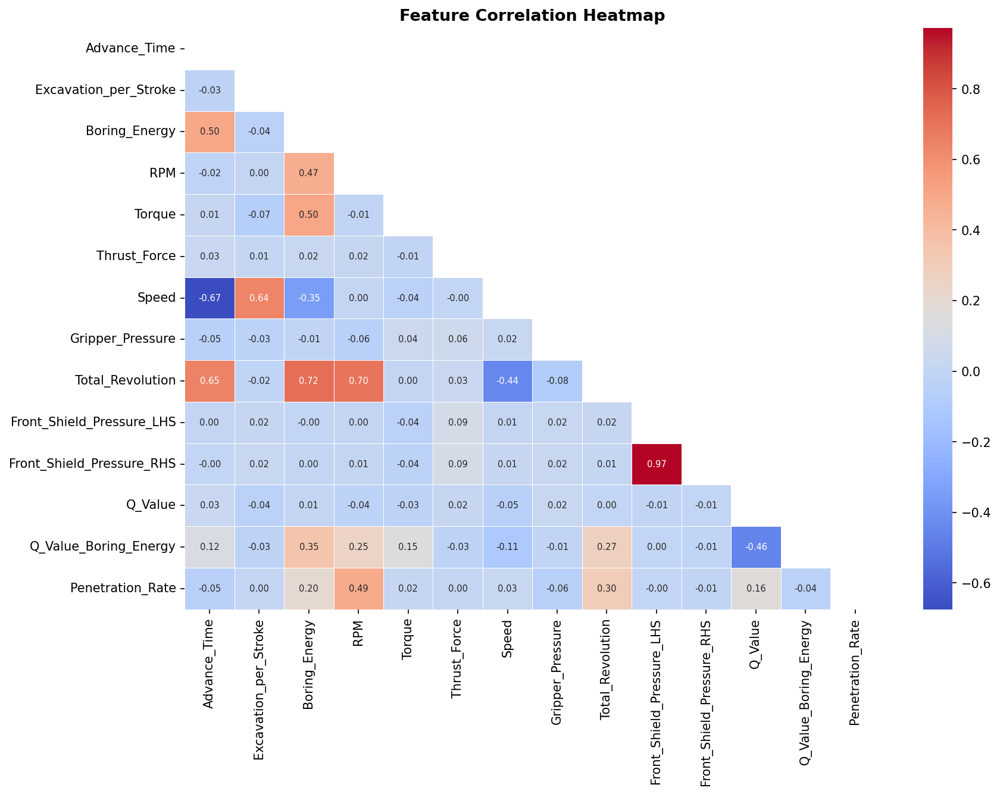 Feature Correlation Heatmap
Advance_Time
Excavation_per_Stroke -0.03
Boring_Energy 0.50 -0.04
RPM -0.02 0.00 0.47
Torque 0.01 -0.07 0.50 -0.01
Thrust_Force 0.03 0.01 0.02 0.02 -0.01
Speed -0.67 0.64 -0.35 0.00 -0.04 -0.00
Gripper_Pressure -0.05 -0.03 -0.01 -0.06 0.04 0.06 0.02
Total_Revolution 0.65 -0.02 0.72 0.70 0.00 0.03 -0.44 -0.08
Front_Shield_Pressure_LHS 0.00 0.02 -0.00 0.00 -0.04 0.09 0.01 0.02 0.02
Front_Shield_Pressure_RHS -0.00 0.02 0.00 0.01 -0.04 0.09 0.01 0.02 0.01 0.97
Q_Value 0.03 -0.04 0.01 -0.04 -0.03 0.02 -0.05 0.02 0.00 -0.01 -0.01
Q_Value_Boring_Energy 0.12 -0.03 0.35 0.25 0.15 -0.03 -0.11 -0.01 0.27 0.00 -0.01 -0.46
Penetration_Rate -0.05 0.00 0.20 0.49 0.02 0.00 0.03 -0.06 0.30 -0.00 -0.01 0.16 -0.04
Advance_Time
Excavation_per_Stroke
Boring_Energy
RPM
Torque
Thrust_Force
Speed
Gripper_Pressure
Total_Revolution
Front_Shield_Pressure_LHS
Front_Shield_Pressure_RHS
Q_Value
Q_Value_Boring_Energy
Penetration_Rate
0.8
0.6
0.4
0.2
0.0
−0.2
−0.4
−0.6